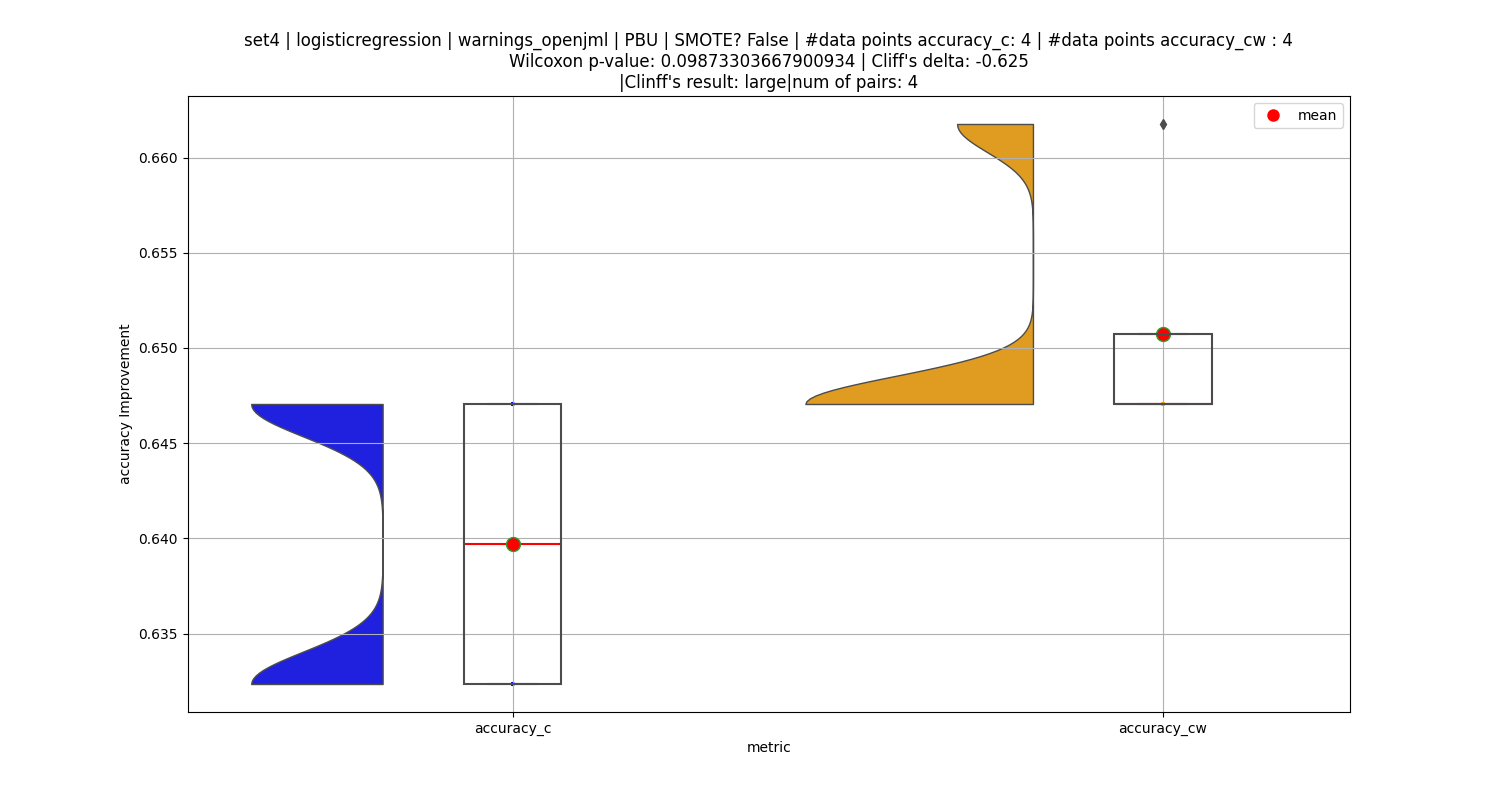 set4 | logisticregression | warnings_openjml | PBU | SMOTE? False | #data points accuracy_c: 4 | #data points accuracy_cw : 4
Wilcoxon p-value: 0.09873303667900934 | Cliff's delta: -0.625
|Clinff's result: large|num of pairs: 4
mean
0.660
0.655
0.650
0.645
0.640
0.635
accuracy Improvement
accuracy_c
accuracy_cw
metric